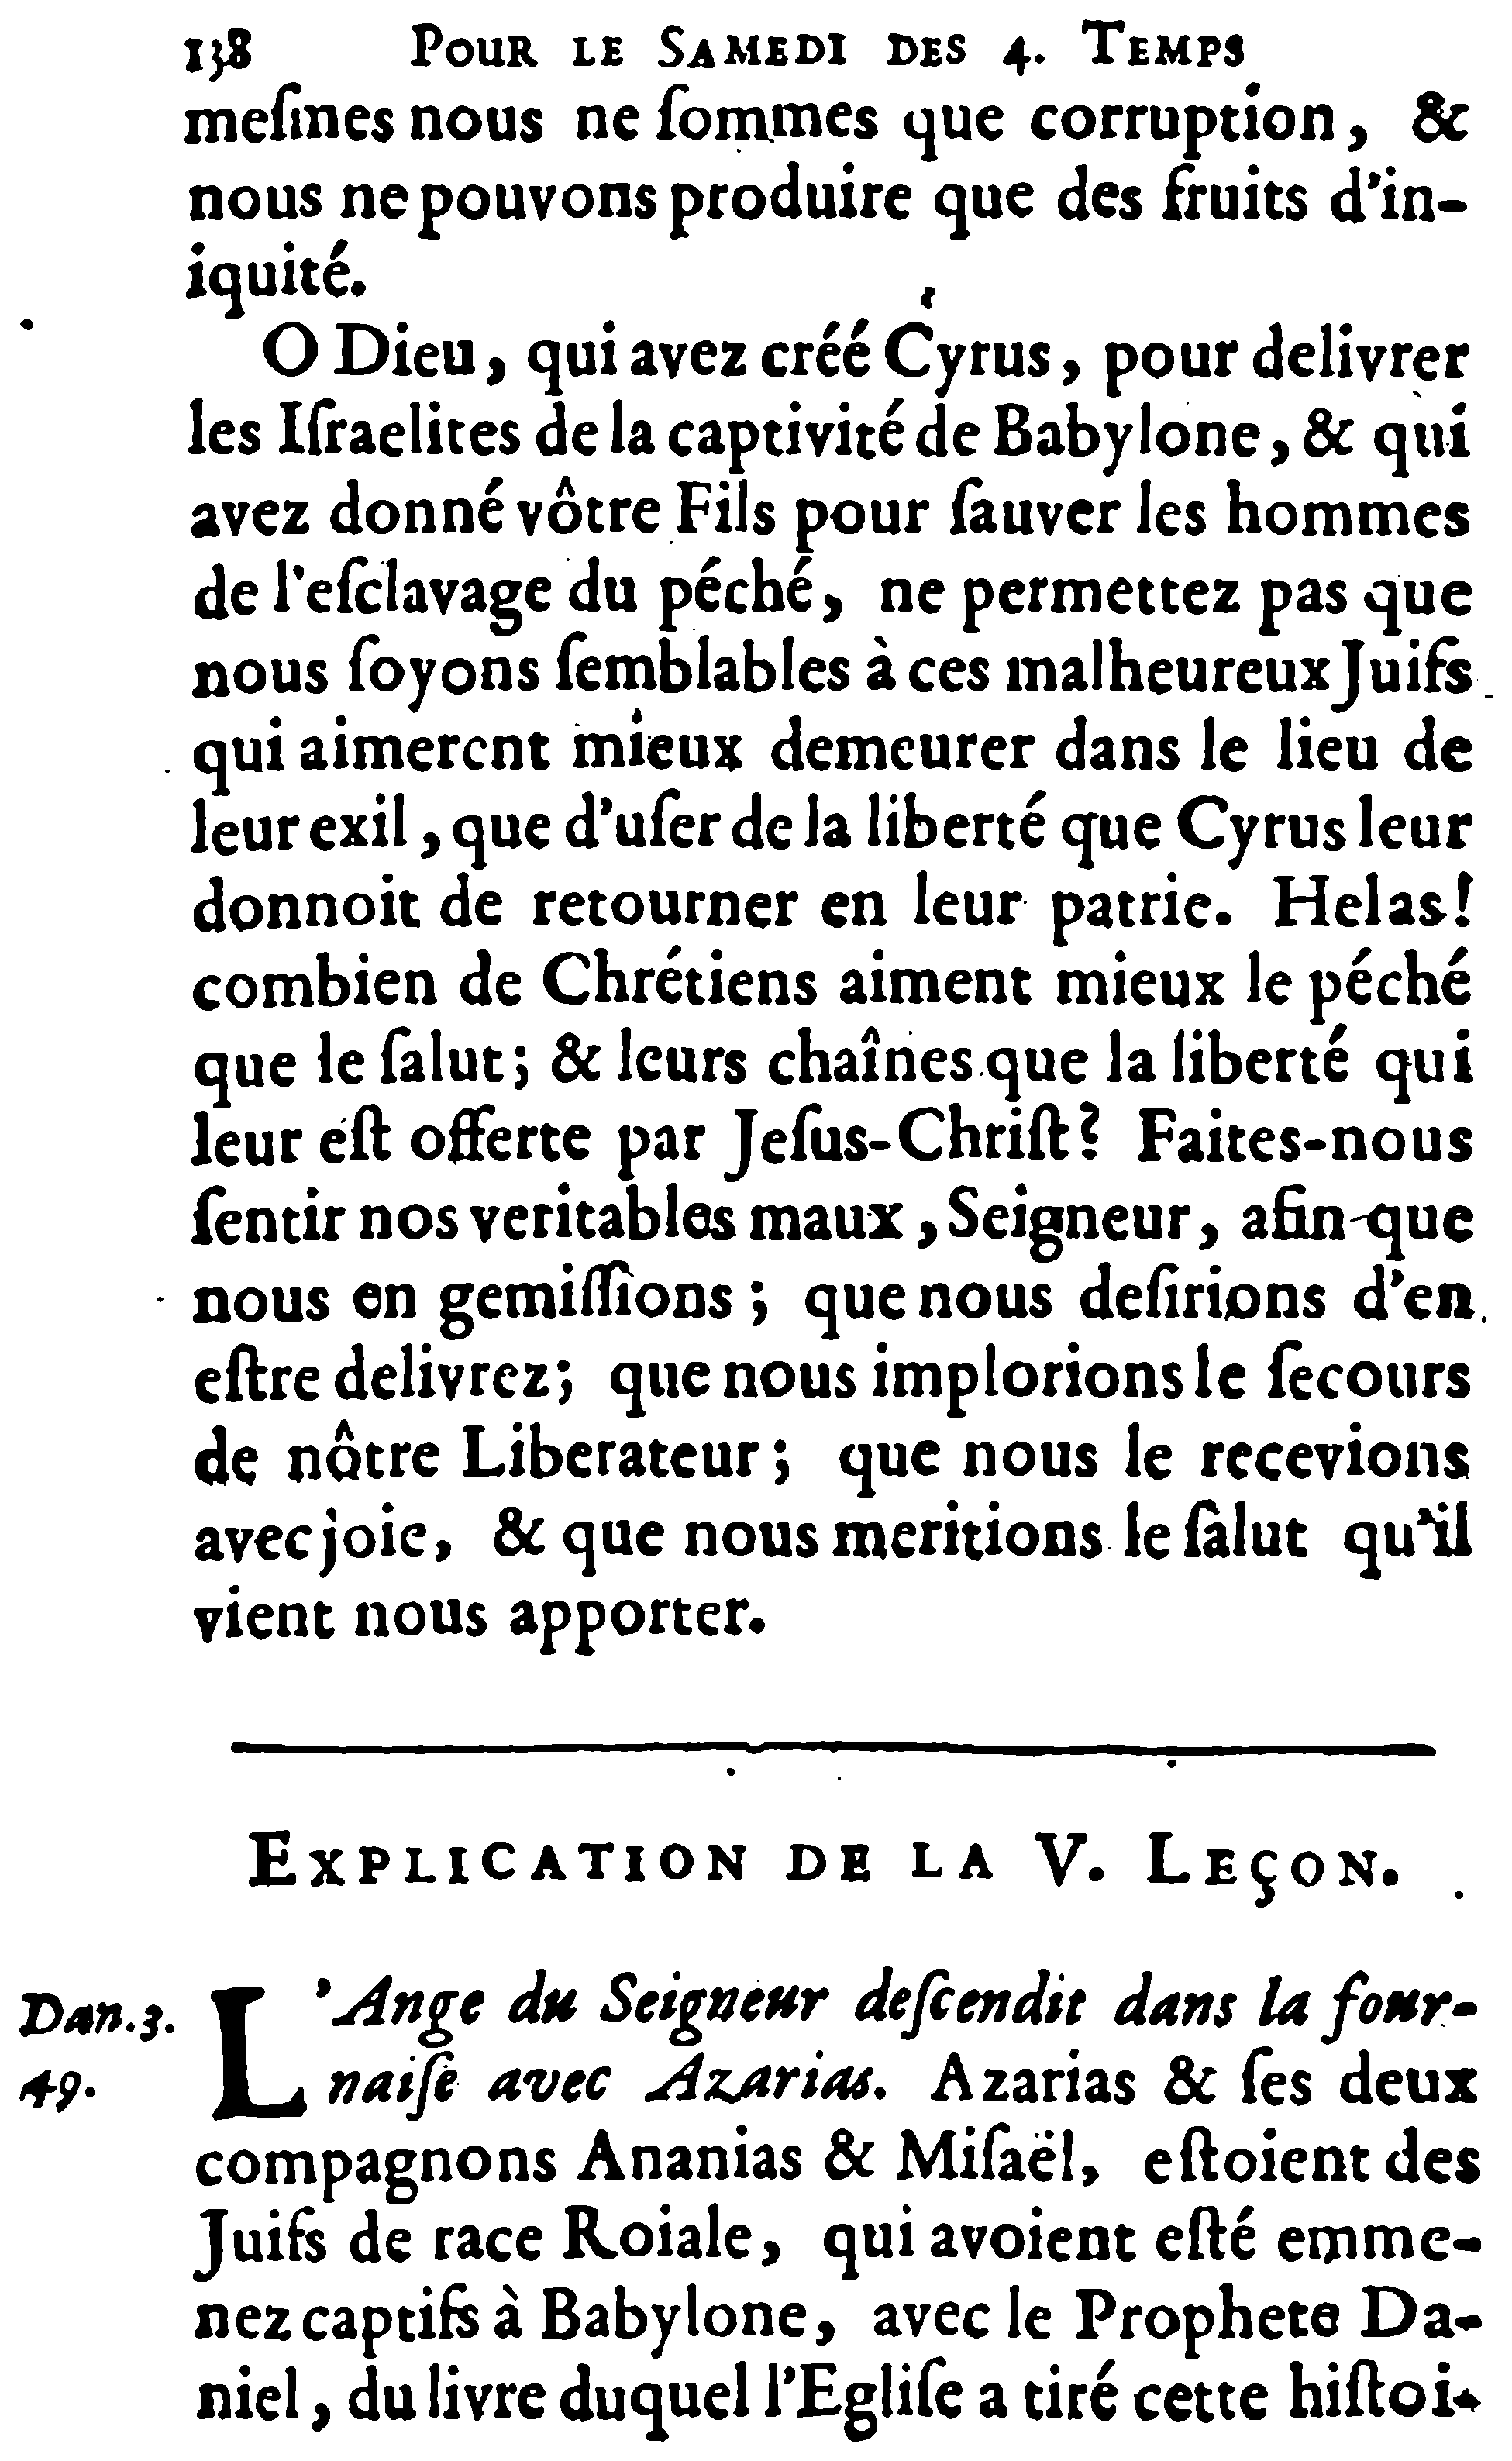 138 POUR LE SAMEDI DES 4. TEMPS
meſmes nous ne ſommes que corruption, &
nous ne pouvons produire que des fruits d'in-
iquité.
O Dieu, qui avez créé Cyrus, pour delivrer
les Iſraelites de la captivité de Babylone, & qui
avez donné vôtre Fils pour ſauver les hommes
de l'eſclavage du péché, ne permettez pas que
nous ſoyons ſemblables à ces malheureux Juifs
qui aimerent mieux demeurer dans le lieu de
leur exil, que d'uſer de la liberté que Cyrus leur
donnoit de retourner en leur patrie. Helas!
combien de Chrétiens aiment mieux le péché
que le ſalut; & leurs chaînes que la liberté qui
leur eſt offerte par Jeſus-Chriſt? Faites-nous
ſentir nos veritables maux, Seigneur, afin que
nous en gemiſſions; que nous deſirions d'en
eſtre delivrez; que nous implorions le ſecours
de nôtre Liberateur; que nous le recevions
avec joie, & que nous meritions le ſalut qu'il
vient nous apporter.
EXPLICATION DE LA V. LEÇON.
Dan. 3. L'Ange du Seigneur deſcendit dans la four-
49. naiſe avec Azarias. Azarias & ſes deux
compagnons Ananias & Miſaël, eſtoient des
Juifs de race Roiale, qui avoient eſté emme-
nez captifs à Babylone, avec le Prophete Da-
niel, du livre duquel l'Egliſe a tiré cette hiſtoi-